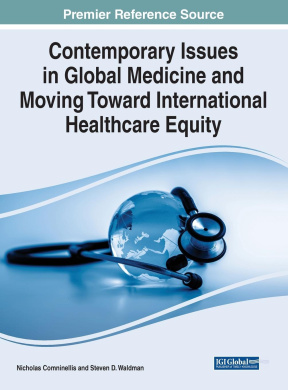 Premier Reference Source
Contemporary Issues
in Global Medicine and
Moving Toward International
Healthcare Equity
Nicholas Comninellis and Steven D. Waldman
IGI Global